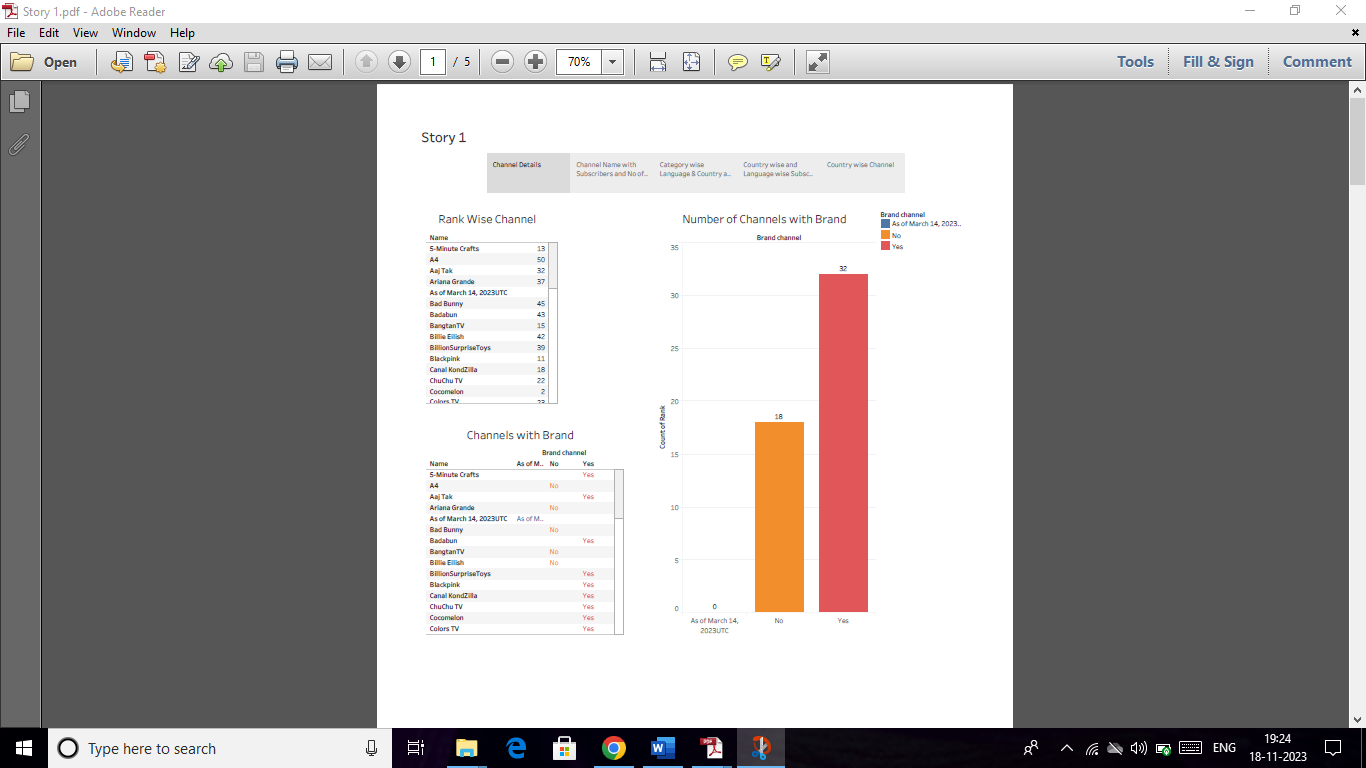 Story 1.pdf - Adobe Reader
File Edit View Window Help
Open 1 / 5 70% Tools Fill & Sign Comment
Story 1
Channel Details
Channel Name with
Subscribers and No of...
Category wise
Language & Country a..
Country wise and
Language wise Subsc..
Country wise Channel
Rank Wise Channel
Name
5-Minute Crafts 13
A4 50
Aaj Tak 32
Ariana Grande 37
As of March 14, 2023UTC
Bad Bunny 45
Badabun 43
BangtanTV 15
Billie Eilish 42
BillionSurpriseToys 39
Blackpink 11
Canal KondZilla 18
ChuChu TV 22
Cocomelon 2
Colors TV 23
Channels with Brand
Brand channel
Name As of M.. No Yes
5-Minute Crafts Yes
A4 No
Aaj Tak Yes
Ariana Grande No
As of March 14, 2023UTC As of M..
Bad Bunny No
Badabun Yes
BangtanTV No
Billie Eilish No
BillionSurpriseToys Yes
Blackpink Yes
Canal KondZilla Yes
ChuChu TV Yes
Cocomelon Yes
Colors TV Yes
Number of Channels with Brand
Brand channel
35
30
25
20
15
10
5
0
Count of Rank
0
18
32
As of March 14,
2023UTC
No
Yes
Brand channel
As of March 14, 2023..
No
Yes
Type here to search
ENG
19:24
18-11-2023